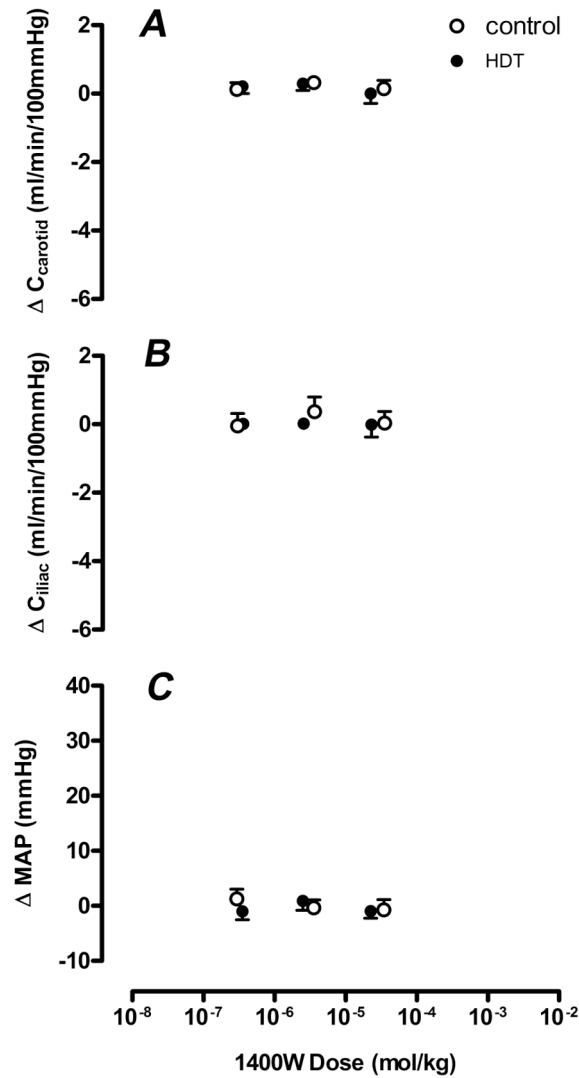 A
control
HDT
2
0
-2
-4
-6
Δ Ccarotid (ml/min/100mmHg)
B
2
0
-2
-4
-6
Δ Ciliac (ml/min/100mmHg)
C
40
30
20
10
0
-10
Δ MAP (mmHg)
10-8 10-7 10-6 10-5 10-4 10-3 10-2
1400W Dose (mol/kg)